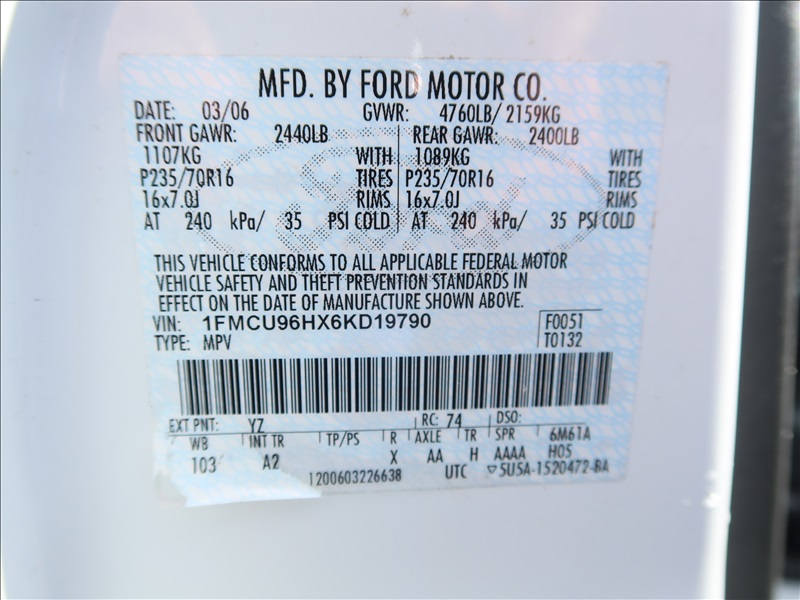 MFD. BY FORD MOTOR CO.
DATE: 03/06 GVWR: 4760LB/ 2159KG
FRONT GAWR: 2440LB REAR GAWR: 2400LB
1107KG WITH 1089KG WITH
P235/70R16 TIRES P235/70R16 TIRES
16x7.0J RIMS 16x7.0J RIMS
AT 240 kPa/ 35 PSI COLD AT 240 kPa/ 35 PSI COLD
THIS VEHICLE CONFORMS TO ALL APPLICABLE FEDERAL MOTOR
VEHICLE SAFETY AND THEFT PREVENTION STANDARDS IN
EFFECT ON THE DATE OF MANUFACTURE SHOWN ABOVE.
VIN: 1FMCU96HX6KD19790 F0051
TYPE: MPV T0132
EXT PNT: YZ RC: 74 DSO:
WB INT TR TP/PS R AXLE TR SPR 6M61A
103 A2 X AA H AAAA H05
1200603226638 UTC ▽5U5A-1520472-BA
Ford